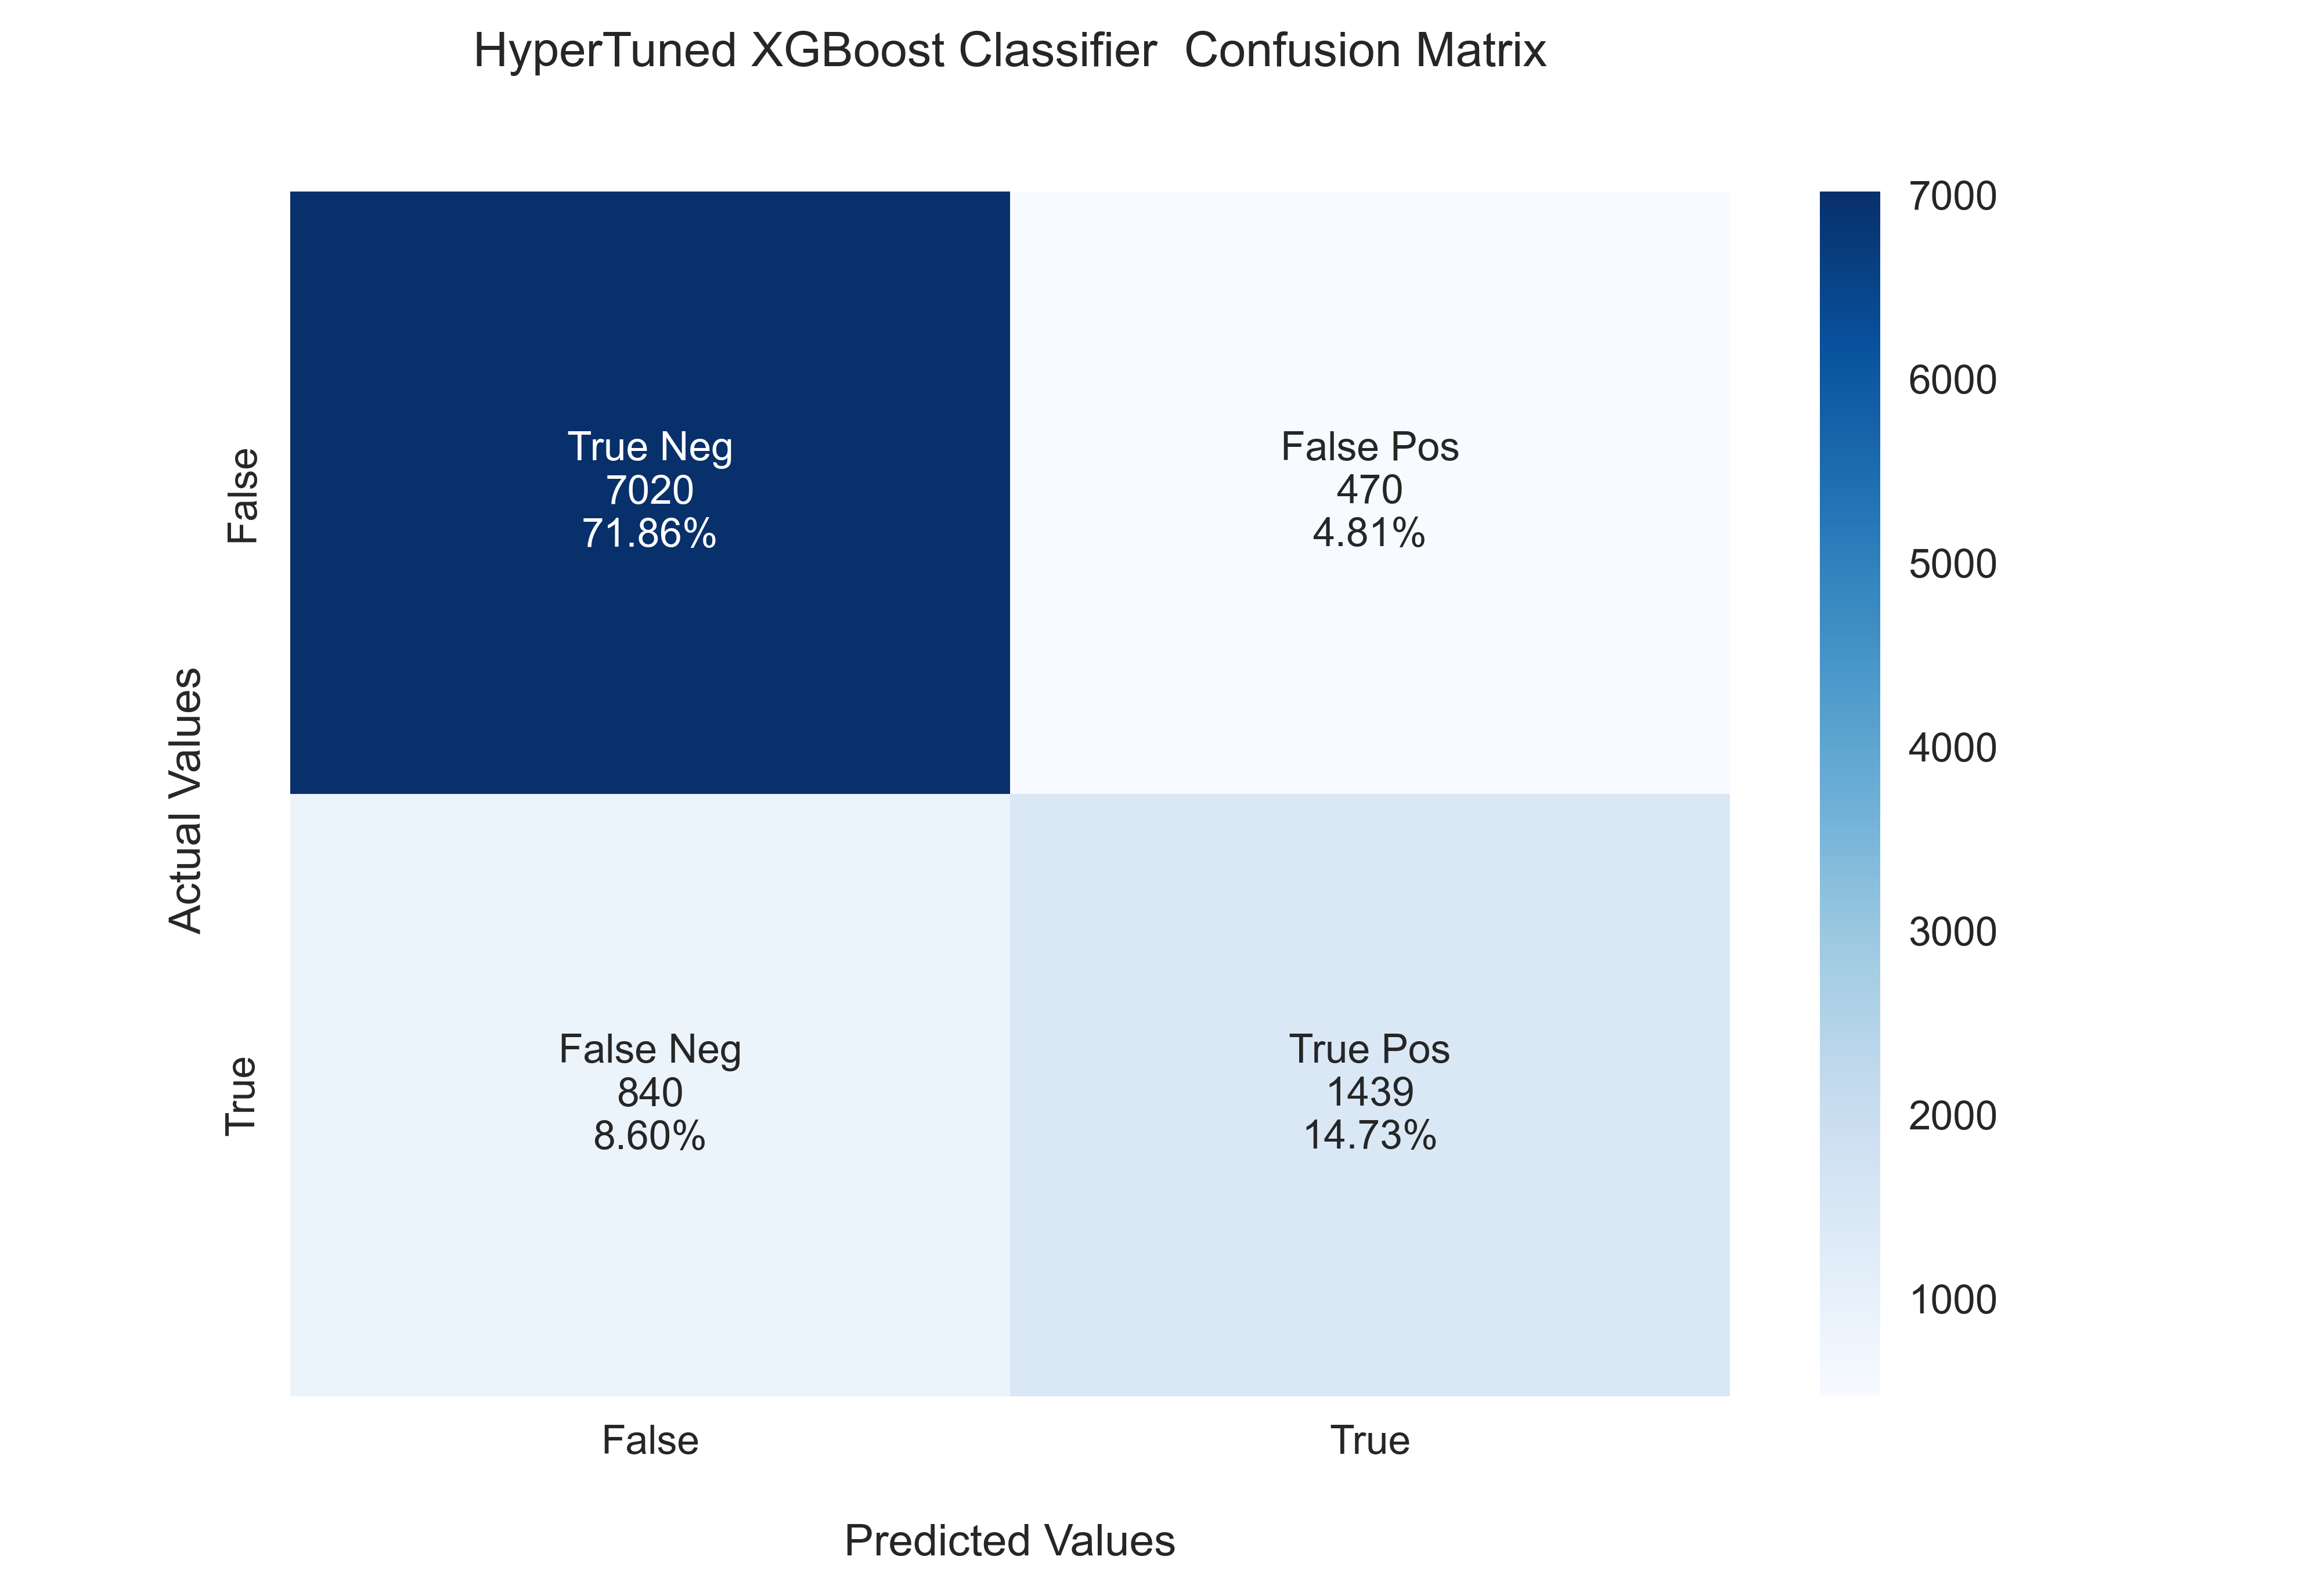 HyperTuned XGBoost Classifier  Confusion Matrix
True Neg
7020
71.86%
False Pos
470
4.81%
False Neg
840
8.60%
True Pos
1439
14.73%
Actual Values
False
True
False
True
Predicted Values
7000
6000
5000
4000
3000
2000
1000